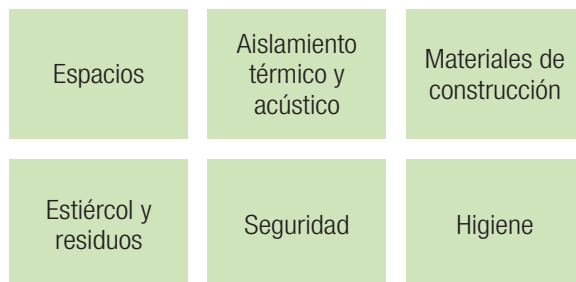 Espacios
Aislamiento
térmico y
acústico
Materiales de
construcción
Estiércol y
residuos
Seguridad
Higiene